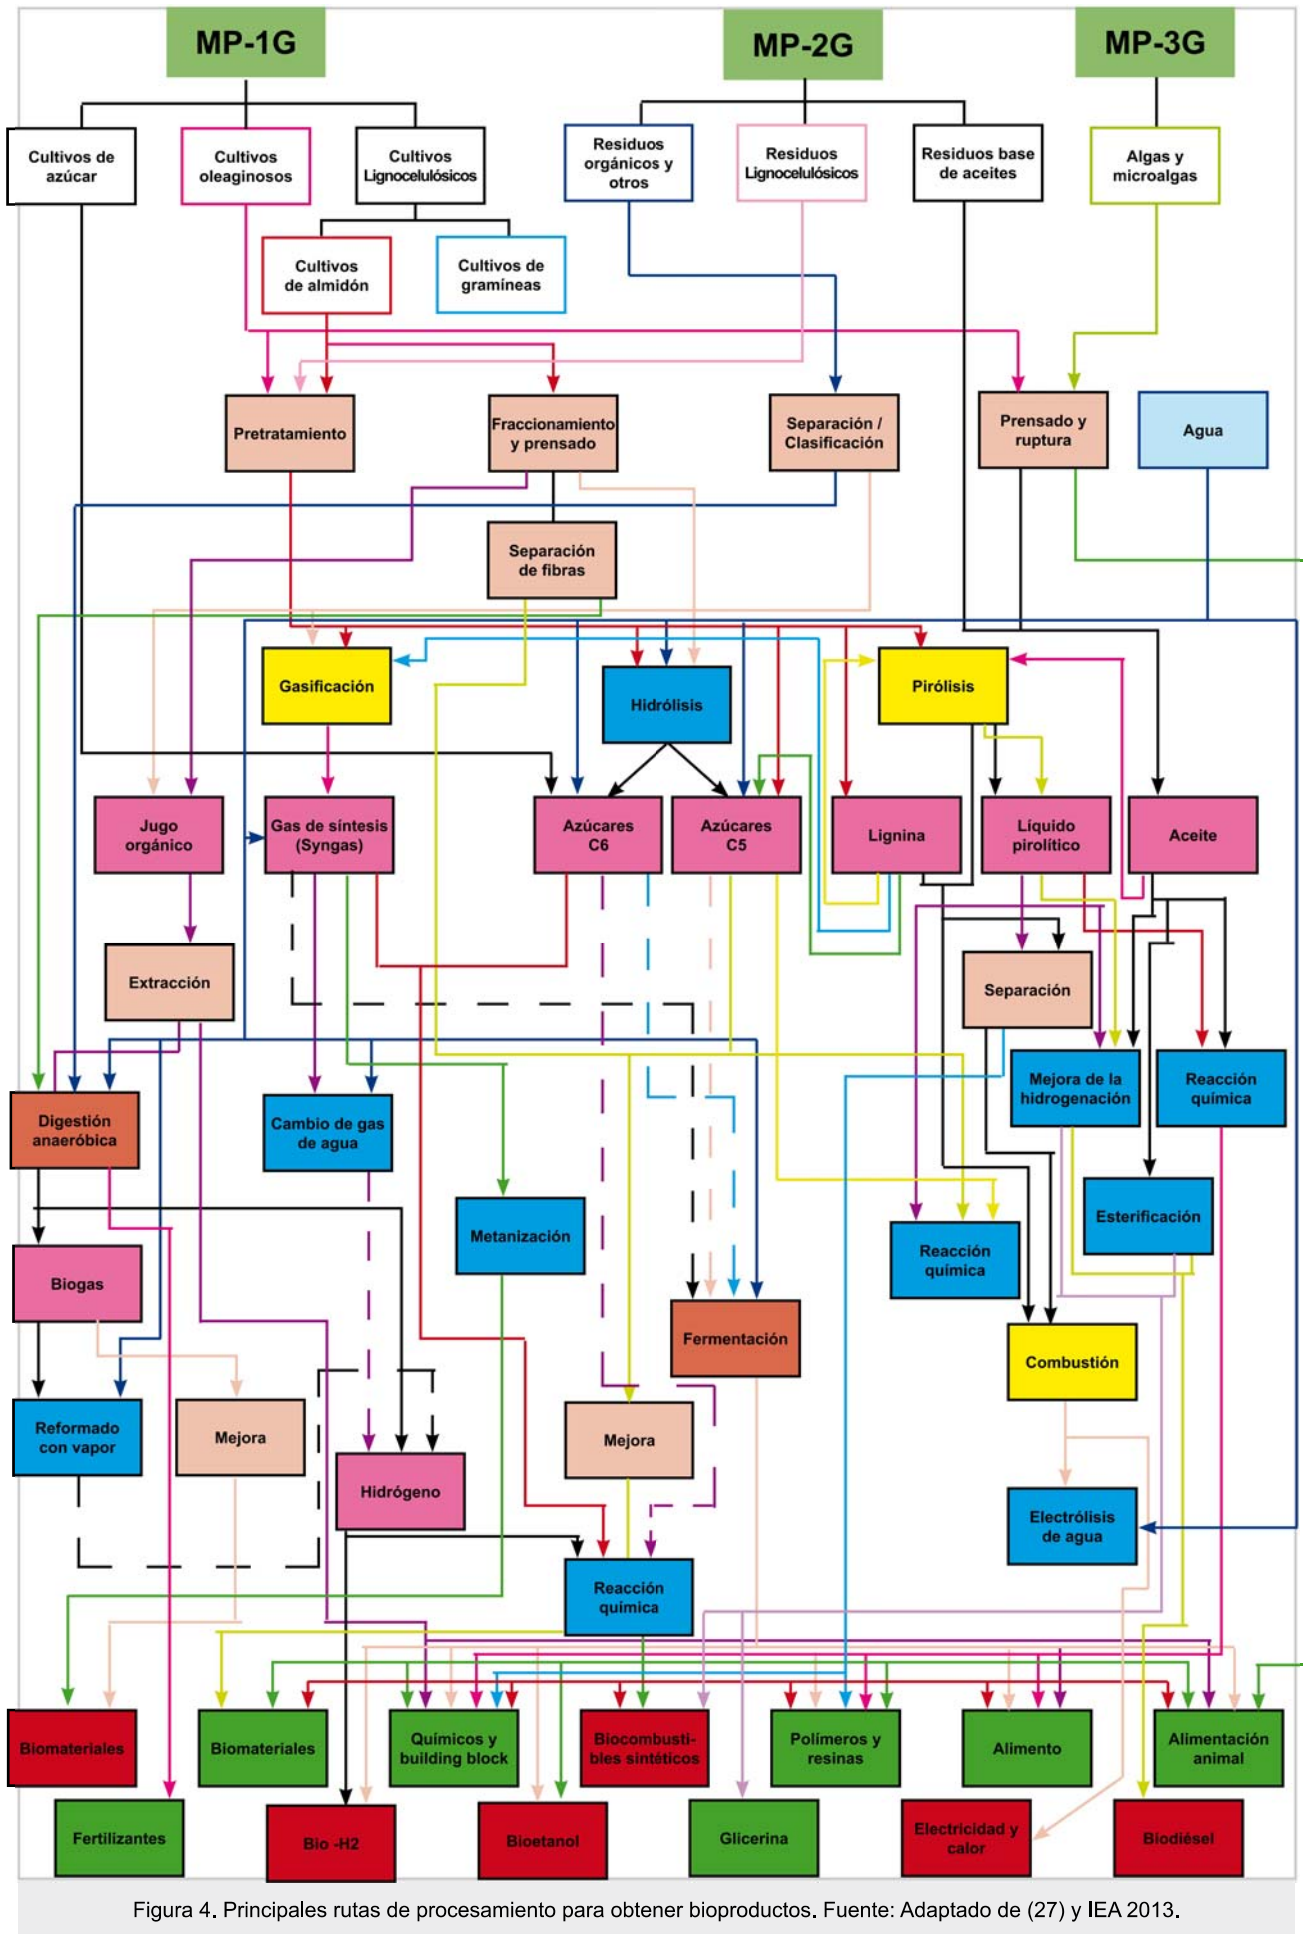 MP-1G
MP-2G
MP-3G
Cultivos de
azúcar
Cultivos
oleaginosos
Cultivos
Lignocelulósicos
Residuos
orgánicos y
otros
Residuos
Lignocelulósicos
Residuos base
de aceites
Algas y
microalgas
Cultivos
de almidón
Cultivos de
gramíneas
Pretratamiento
Fraccionamiento
y prensado
Separación /
Clasificación
Prensado y
ruptura
Agua
Separación
de fibras
Gasificación
Hidrólisis
Pirólisis
Jugo
orgánico
Gas de síntesis
(Syngas)
Azúcares
C6
Azúcares
C5
Lignina
Líquido
pirolítico
Aceite
Extracción
Separación
Digestión
anaeróbica
Cambio de gas
de agua
Mejora de la
hidrogenación
Reacción
química
Metanización
Esterificación
Reacción
química
Biogas
Fermentación
Combustión
Reformado
con vapor
Mejora
Mejora
Hidrógeno
Electrólisis
de agua
Reacción
química
Biomateriales
Biomateriales
Químicos y
building block
Biocombusti-
bles sintéticos
Polímeros y
resinas
Alimento
Alimentación
animal
Fertilizantes
Bio -H2
Bioetanol
Glicerina
Electricidad y
calor
Biodiésel
Figura 4. Principales rutas de procesamiento para obtener bioproductos. Fuente: Adaptado de (27) y IEA 2013.